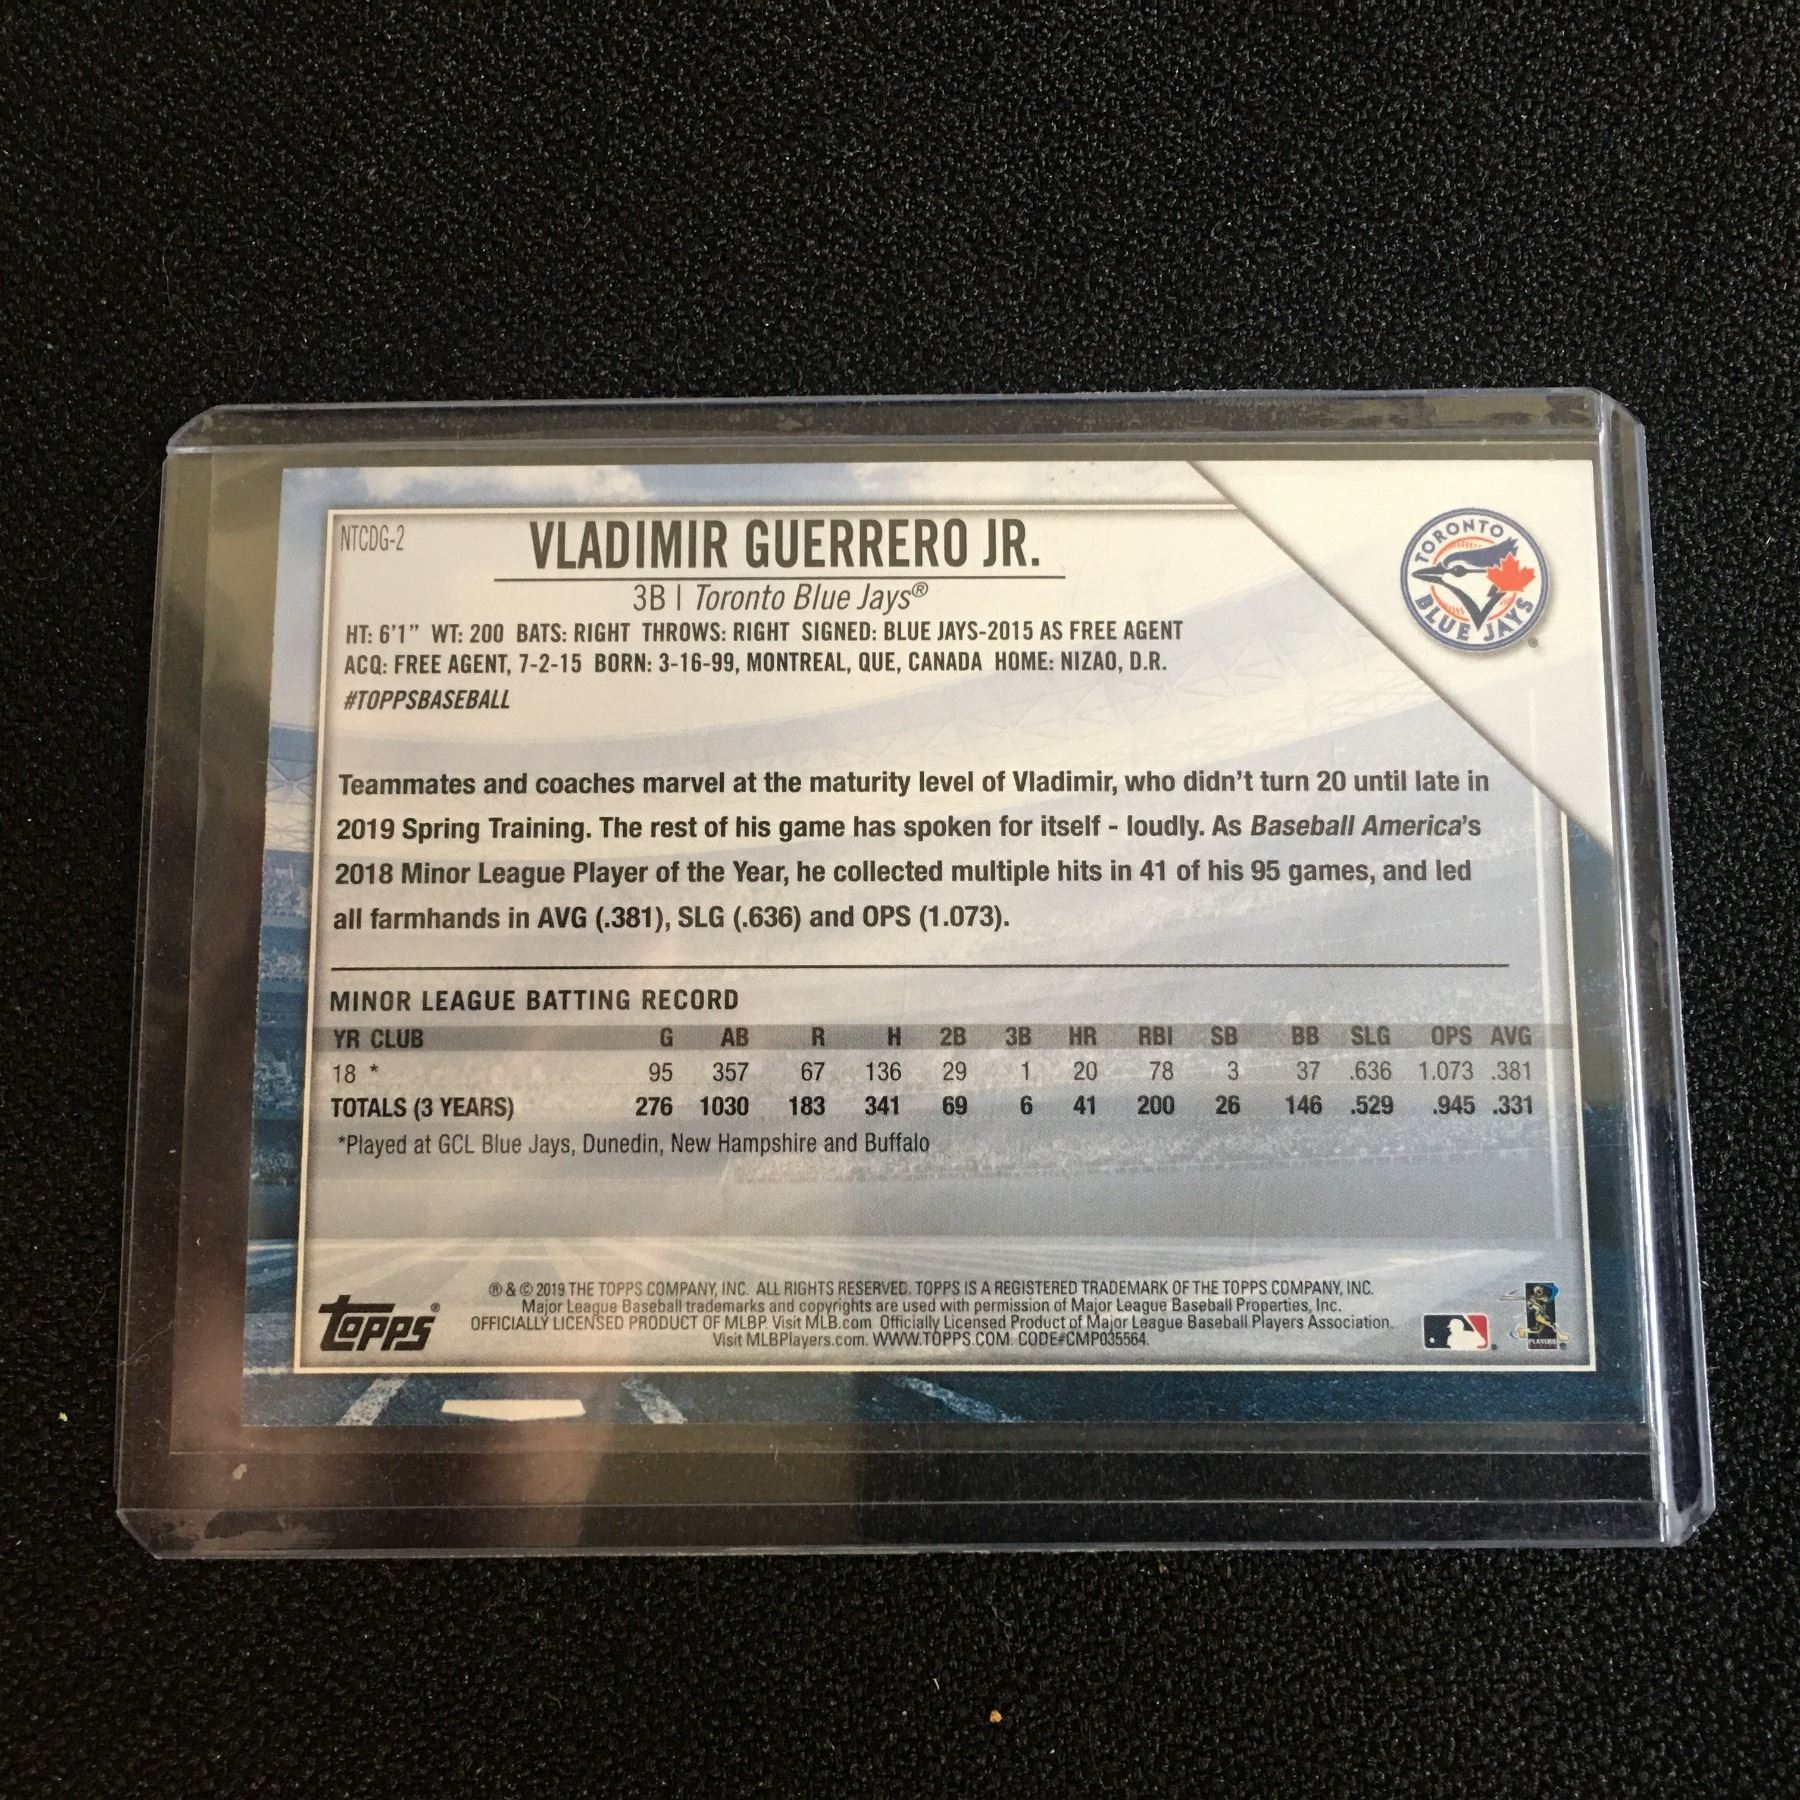 NTCDG-2
VLADIMIR GUERRERO JR.
3B | Toronto Blue Jays®
TORONTO
BLUE JAYS
®
HT: 6'1" WT: 200 BATS: RIGHT THROWS: RIGHT SIGNED: BLUE JAYS-2015 AS FREE AGENT
ACQ: FREE AGENT, 7-2-15 BORN: 3-16-99, MONTREAL, QUE, CANADA HOME: NIZAO, D.R.
#TOPPSBASEBALL
Teammates and coaches marvel at the maturity level of Vladimir, who didn't turn 20 until late in
2019 Spring Training. The rest of his game has spoken for itself - loudly. As Baseball America's
2018 Minor League Player of the Year, he collected multiple hits in 41 of his 95 games, and led
all farmhands in AVG (.381), SLG (.636) and OPS (1.073).
MINOR LEAGUE BATTING RECORD
YR CLUB G AB R H 2B 3B HR RBI SB BB SLG OPS AVG
18 * 95 357 67 136 29 1 20 78 3 37 .636 1.073 .381
TOTALS (3 YEARS) 276 1030 183 341 69 6 41 200 26 146 .529 .945 .331
*Played at GCL Blue Jays, Dunedin, New Hampshire and Buffalo
® & © 2019 THE TOPPS COMPANY, INC. ALL RIGHTS RESERVED. TOPPS IS A REGISTERED TRADEMARK OF THE TOPPS COMPANY, INC.
Major League Baseball trademarks and copyrights are used with permission of Major League Baseball Properties, Inc.
OFFICIALLY LICENSED PRODUCT OF MLBP. Visit MLB.com Officially Licensed Product of Major League Baseball Players Association.
Visit MLBPlayers.com. WWW.TOPPS.COM. CODE#CMP035564.
Topps®
PLAYERS